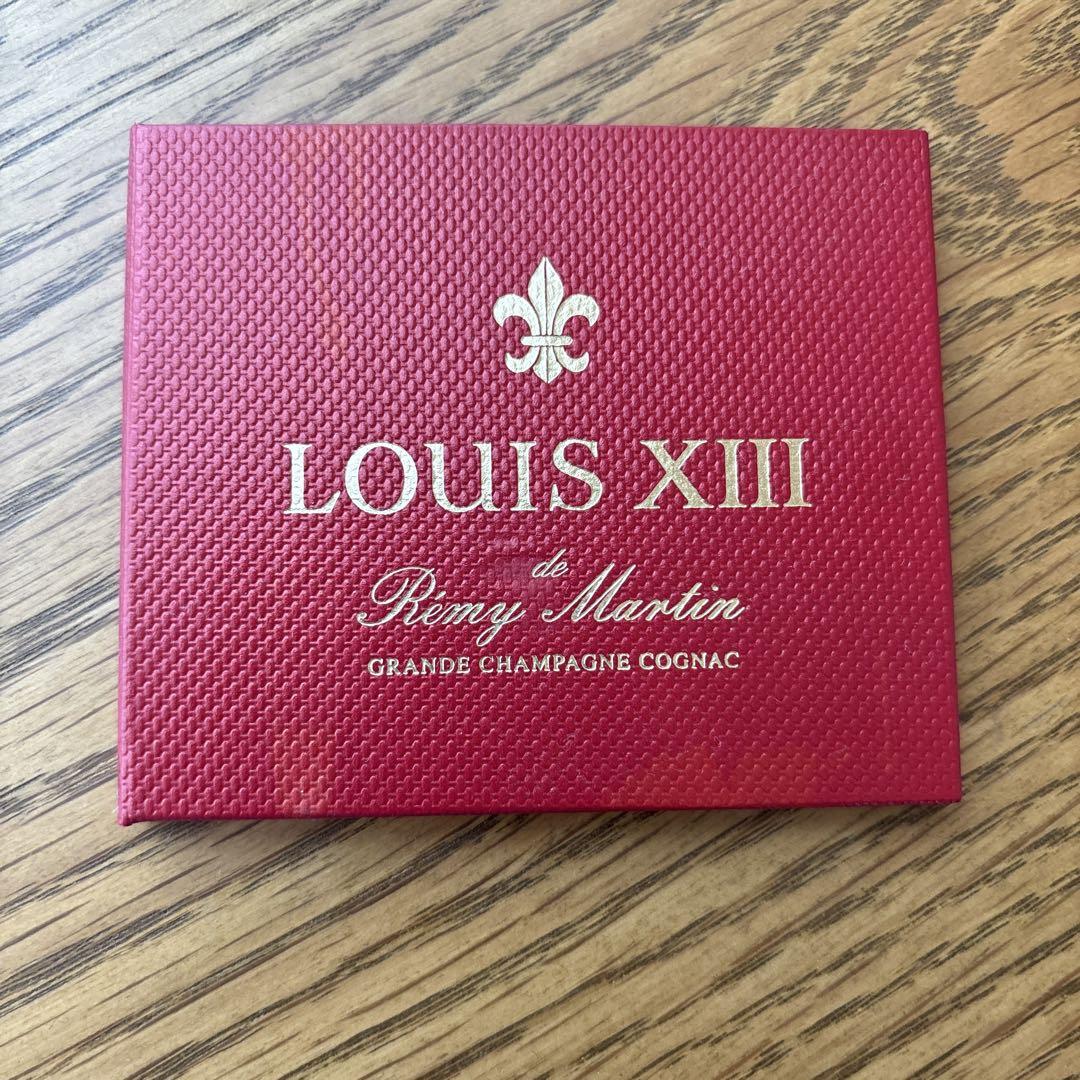 LOUIS XIII
de
Rémy Martin
GRANDE CHAMPAGNE COGNAC